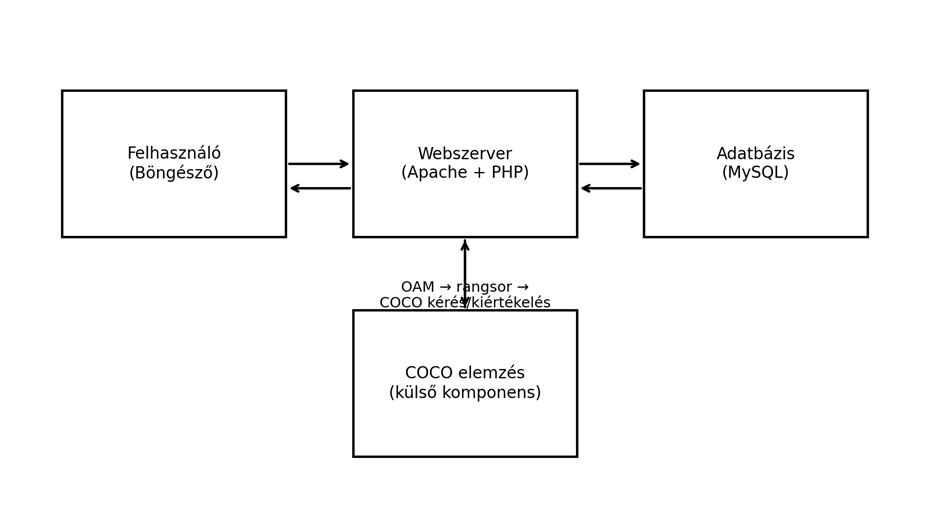 Felhasználó
(Böngésző)
Webszerver
(Apache + PHP)
Adatbázis
(MySQL)
OAM → rangsor →
COCO kérés/kiértékelés
COCO elemzés
(külső komponens)